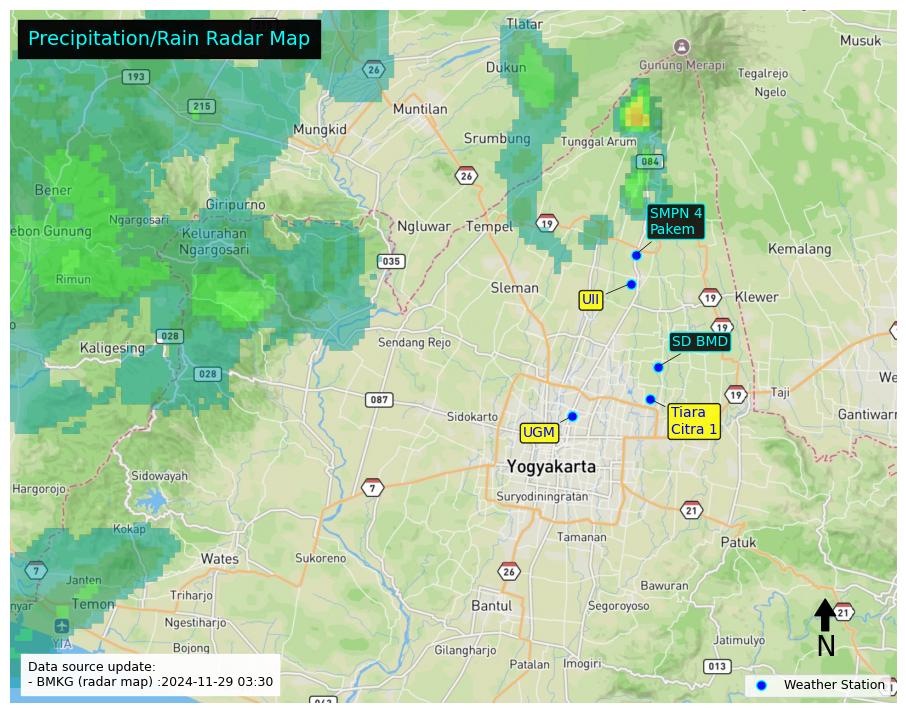 Precipitation/Rain Radar Map
Tlatar
Musuk
26
Dukun
Gunung Merapi
193
Tegalrejo
Ngelo
215
Muntilan
Mungkid
Srumbung
Tunggal Arum
084
26
Bener
Giripurno
SMPN 4
Pakem
Ngargosari
Ngluwar
Tempel
19
ebon Gunung
Kelurahan
Ngargosari
Kemalang
035
Rimun
Sleman
UII
19
Klewer
19
028
Sendang Rejo
SD BMD
Kaligesing
028
We
087
19
Taji
Sidokarto
Tiara
Citra 1
Gantiwarn
UGM
Yogyakarta
Sidowayah
Hargorojo
7
Suryodiningratan
21
Kokap
Tamanan
Patuk
Wates
Sukoreno
7
26
Janten
Bawuran
nyar
Temon
Triharjo
Bantul
Segoroyoso
21
Ngestiharjo
YIA
Jatimulyo
N
Bojong
Gilangharjo
Patalan
Imogiri
013
Data source update:
- BMKG (radar map) :2024-11-29 03:30
Weather Station